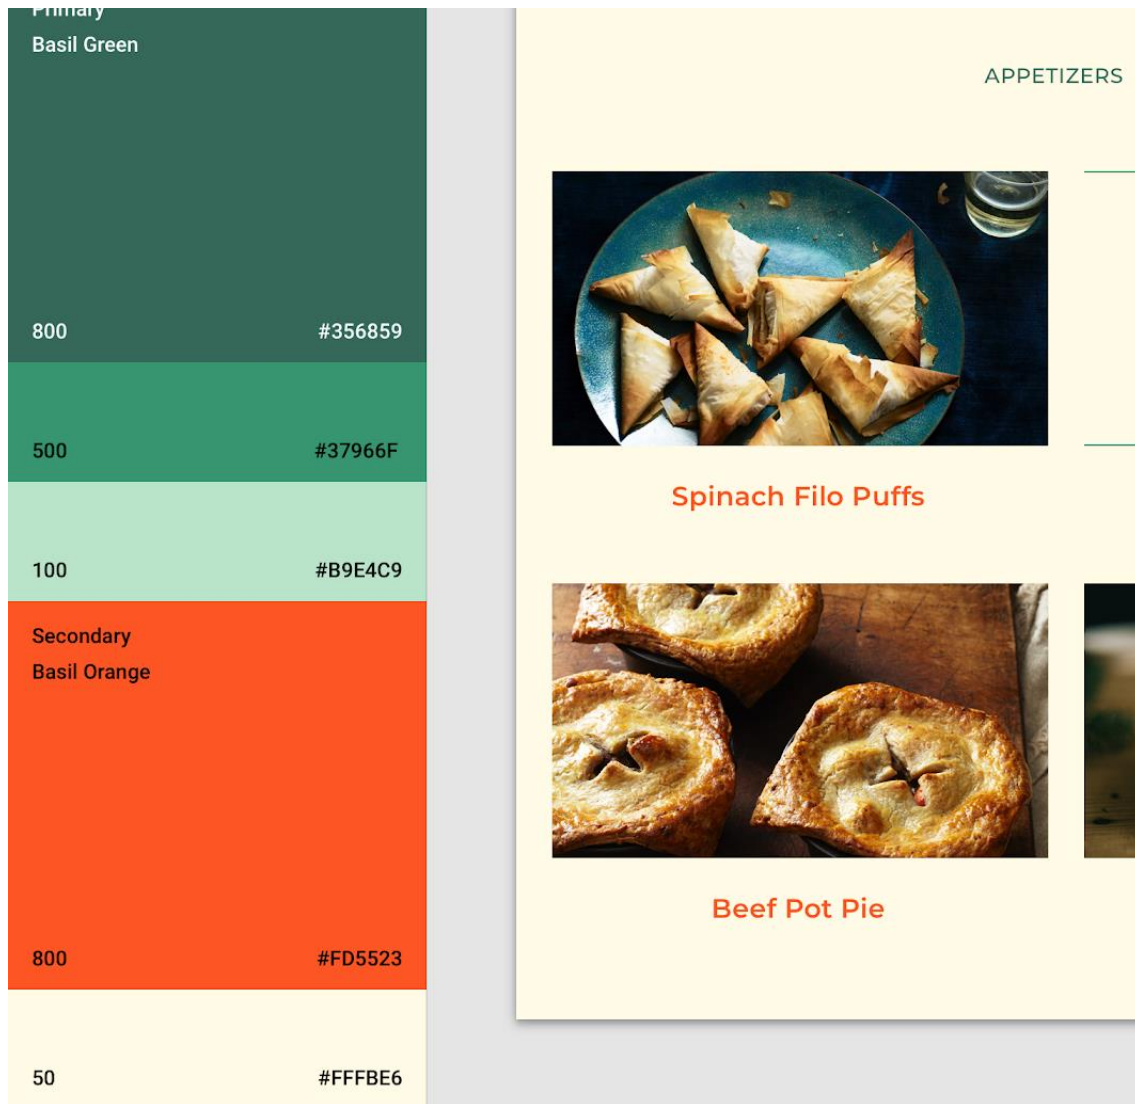 Primary
Basil Green
800 #356859
500 #37966F
100 #B9E4C9
Secondary
Basil Orange
800 #FD5523
50 #FFFBE6
APPETIZERS
Spinach Filo Puffs
Beef Pot Pie